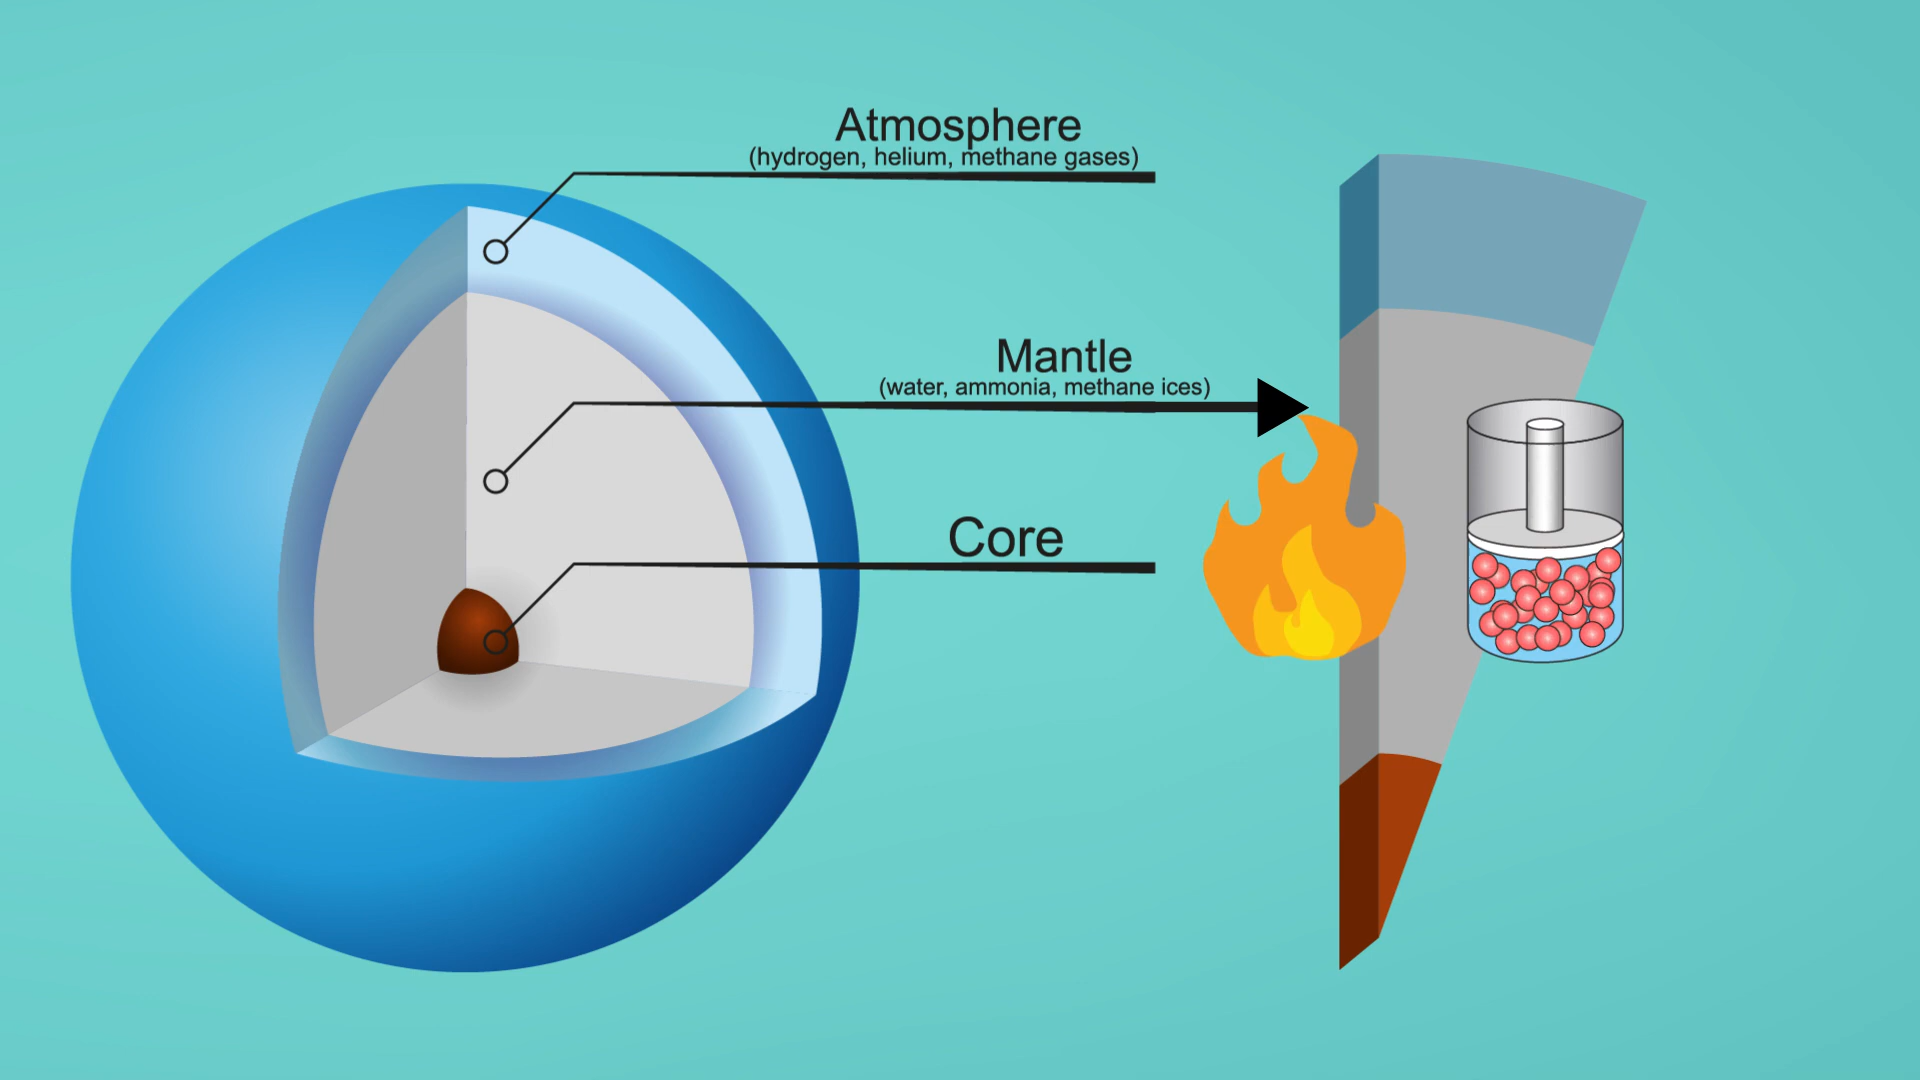 Atmosphere
(hydrogen, helium, methane gases)
Mantle
(water, ammonia, methane ices)
Core